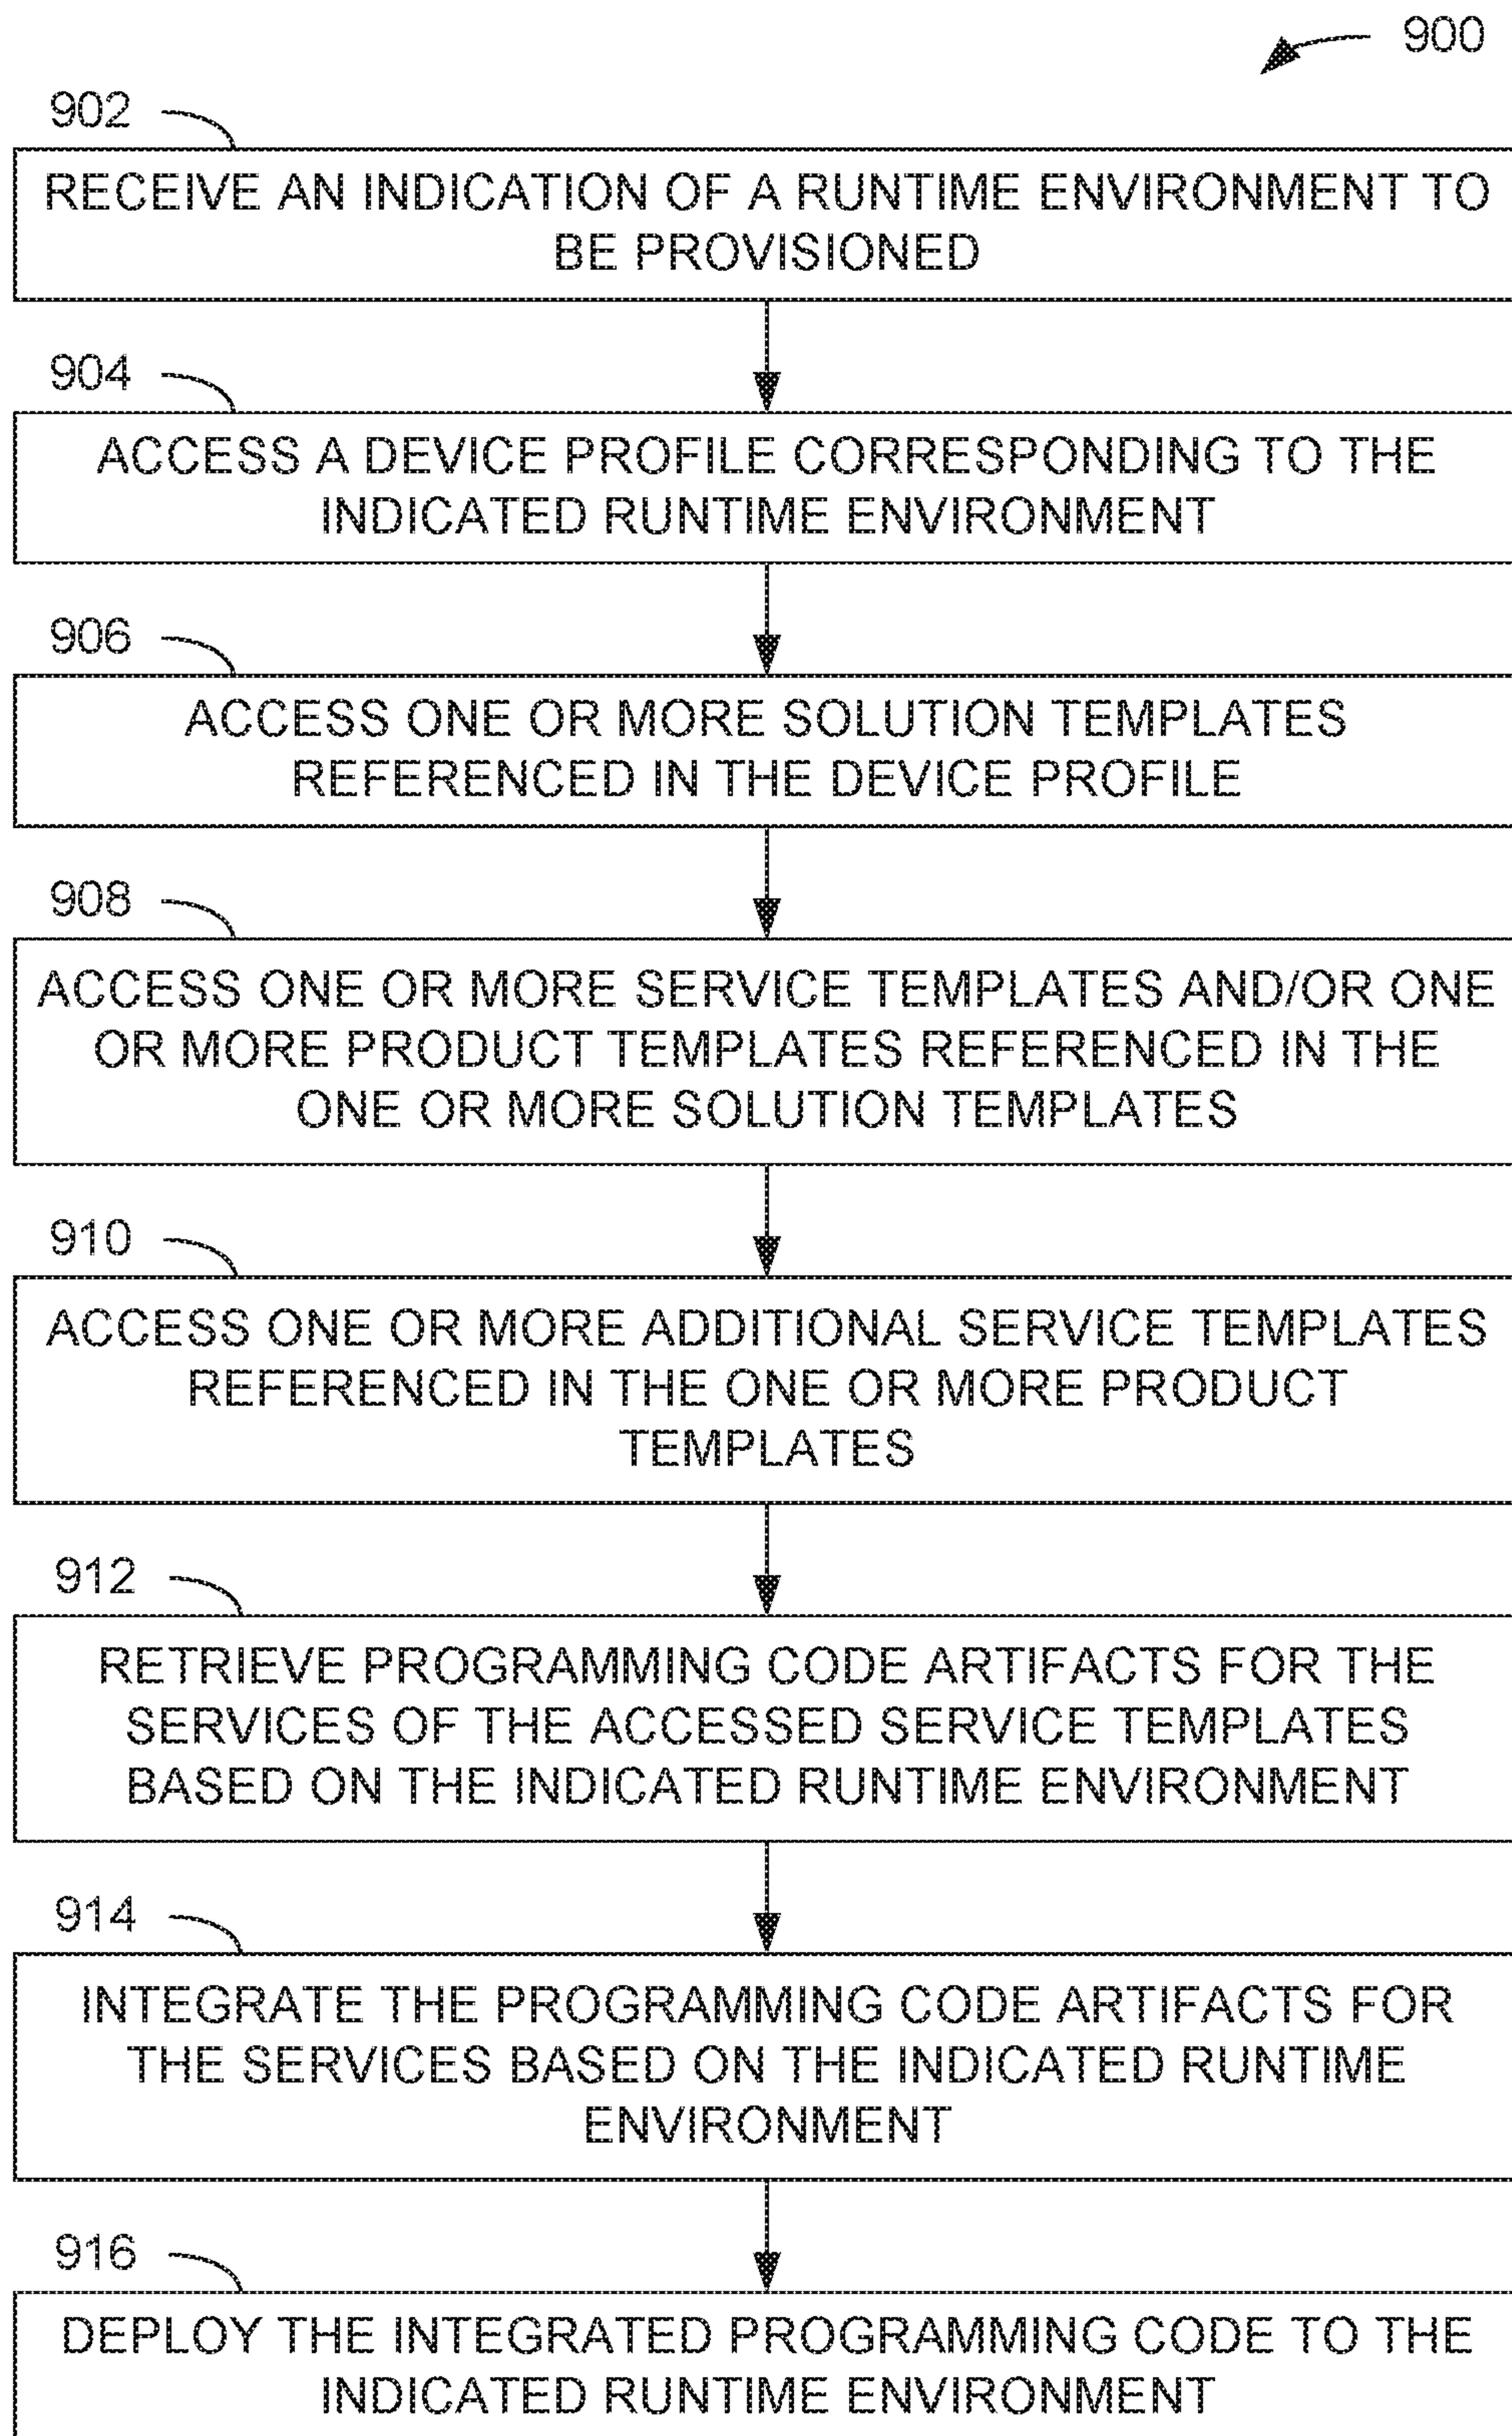 900
902
RECEIVE AN INDICATION OF A RUNTIME ENVIRONMENT TO
BE PROVISIONED
904
ACCESS A DEVICE PROFILE CORRESPONDING TO THE
INDICATED RUNTIME ENVIRONMENT
906
ACCESS ONE OR MORE SOLUTION TEMPLATES
REFERENCED IN THE DEVICE PROFILE
908
ACCESS ONE OR MORE SERVICE TEMPLATES AND/OR ONE
OR MORE PRODUCT TEMPLATES REFERENCED IN THE
ONE OR MORE SOLUTION TEMPLATES
910
ACCESS ONE OR MORE ADDITIONAL SERVICE TEMPLATES
REFERENCED IN THE ONE OR MORE PRODUCT
TEMPLATES
912
RETRIEVE PROGRAMMING CODE ARTIFACTS FOR THE
SERVICES OF THE ACCESSED SERVICE TEMPLATES
BASED ON THE INDICATED RUNTIME ENVIRONMENT
914
INTEGRATE THE PROGRAMMING CODE ARTIFACTS FOR
THE SERVICES BASED ON THE INDICATED RUNTIME
ENVIRONMENT
916
DEPLOY THE INTEGRATED PROGRAMMING CODE TO THE
INDICATED RUNTIME ENVIRONMENT